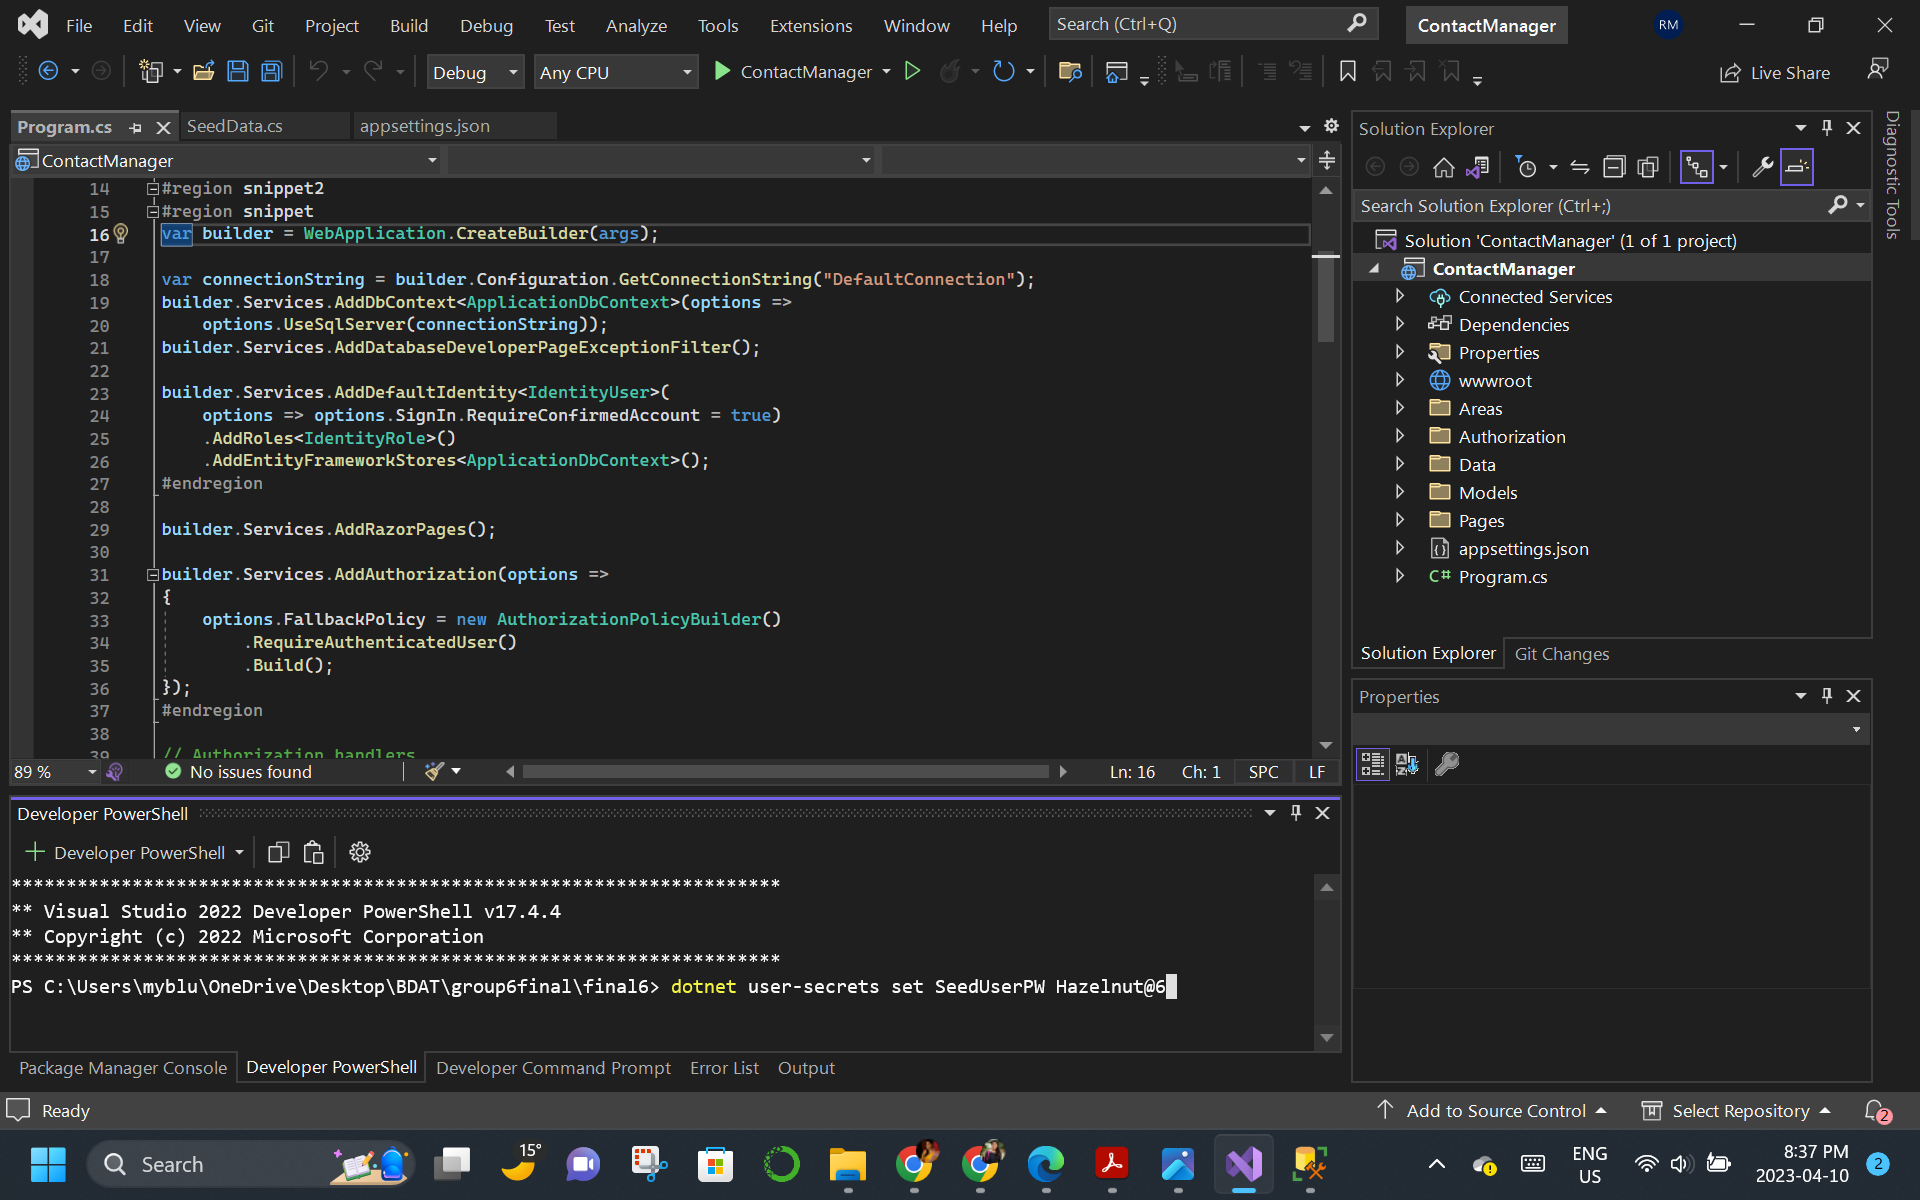 File Edit View Git Project Build Debug Test Analyze Tools Extensions Window Help Search (Ctrl+Q) ContactManager RM
Debug Any CPU ContactManager Live Share
Program.cs SeedData.cs appsettings.json
ContactManager
14 #region snippet2
15 #region snippet
16 var builder = WebApplication.CreateBuilder(args);
17
18 var connectionString = builder.Configuration.GetConnectionString("DefaultConnection");
19 builder.Services.AddDbContext<ApplicationDbContext>(options =>
20 options.UseSqlServer(connectionString));
21 builder.Services.AddDatabaseDeveloperPageExceptionFilter();
22
23 builder.Services.AddDefaultIdentity<IdentityUser>(
24 options => options.SignIn.RequireConfirmedAccount = true)
25 .AddRoles<IdentityRole>()
26 .AddEntityFrameworkStores<ApplicationDbContext>();
27 #endregion
28
29 builder.Services.AddRazorPages();
30
31 builder.Services.AddAuthorization(options =>
32 {
33 options.FallbackPolicy = new AuthorizationPolicyBuilder()
34 .RequireAuthenticatedUser()
35 .Build();
36 });
37 #endregion
38
39 // Authorization handlers
89 % No issues found Ln: 16 Ch: 1 SPC LF
Developer PowerShell
Developer PowerShell
**********************************************************************
** Visual Studio 2022 Developer PowerShell v17.4.4
** Copyright (c) 2022 Microsoft Corporation
**********************************************************************
PS C:\Users\myblu\OneDrive\Desktop\BDAT\group6final\final6> dotnet user-secrets set SeedUserPW Hazelnut@6
Package Manager Console Developer PowerShell Developer Command Prompt Error List Output
Solution Explorer
Search Solution Explorer (Ctrl+;)
Solution 'ContactManager' (1 of 1 project)
ContactManager
Connected Services
Dependencies
Properties
wwwroot
Areas
Authorization
Data
Models
Pages
appsettings.json
C# Program.cs
Solution Explorer Git Changes
Properties
Diagnostic Tools
Ready Add to Source Control Select Repository 2
Search 15° ENG US 8:37 PM 2023-04-10 2